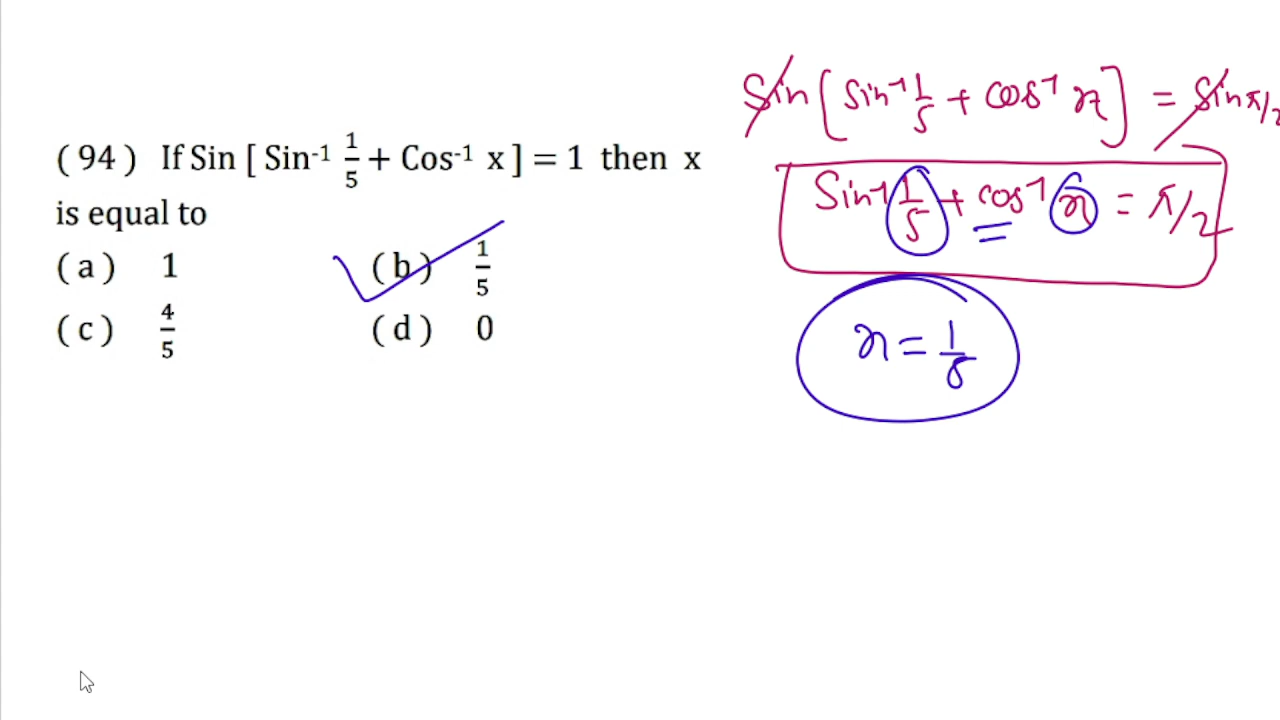 ( 94 ) If Sin [ Sin-1 1/5 + Cos-1 x ] = 1 then x
is equal to
( a ) 1 ( b ) 1/5
( c ) 4/5 ( d ) 0
Sin [ Sin-1 1/5 + cos-1 x ] = Sin π/2
Sin-1 1/5 + cos-1 x = π/2
x = 1/5